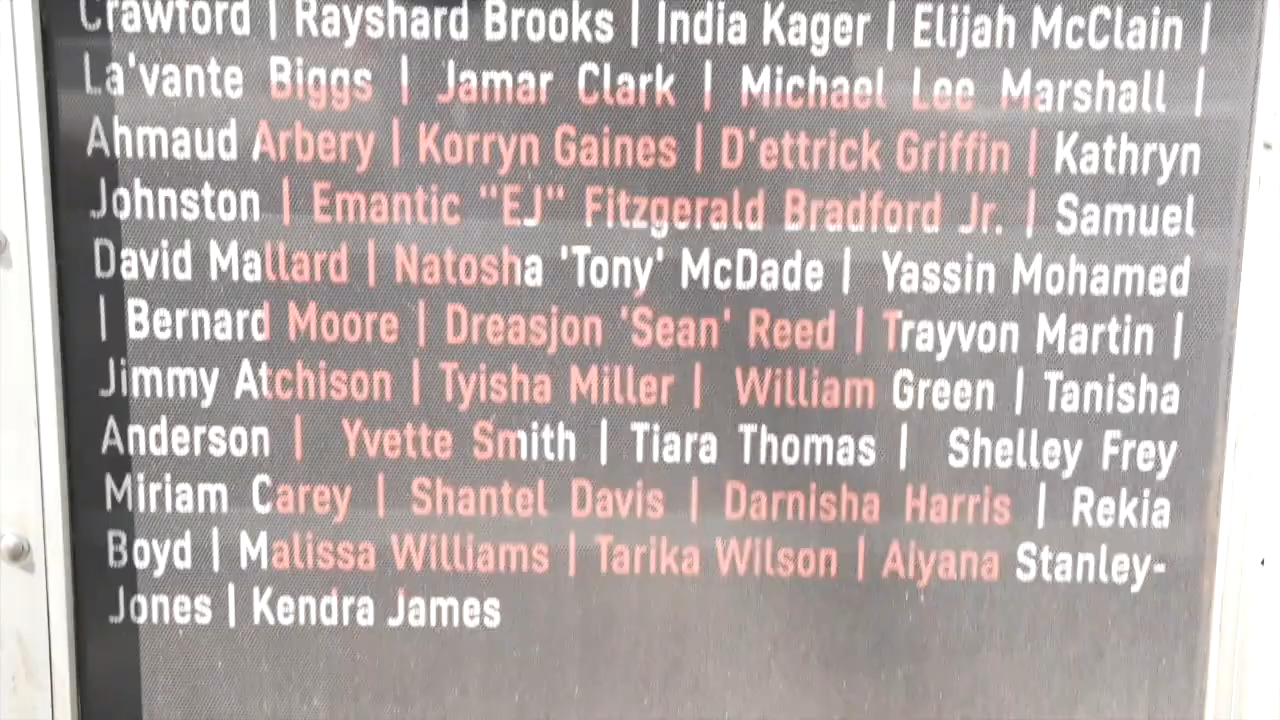 Crawford | Rayshard Brooks | India Kager | Elijah McClain |
La'vante Biggs | Jamar Clark | Michael Lee Marshall |
Ahmaud Arbery | Korryn Gaines | D'ettrick Griffin | Kathryn
Johnston | Emantic "EJ" Fitzgerald Bradford Jr. | Samuel
David Mallard | Natosha 'Tony' McDade | Yassin Mohamed
| Bernard Moore | Dreasjon 'Sean' Reed | Trayvon Martin |
Jimmy Atchison | Tyisha Miller | William Green | Tanisha
Anderson | Yvette Smith | Tiara Thomas | Shelley Frey
Miriam Carey | Shantel Davis | Darnisha Harris | Rekia
Boyd | Malissa Williams | Tarika Wilson | Aiyana Stanley-
Jones | Kendra James